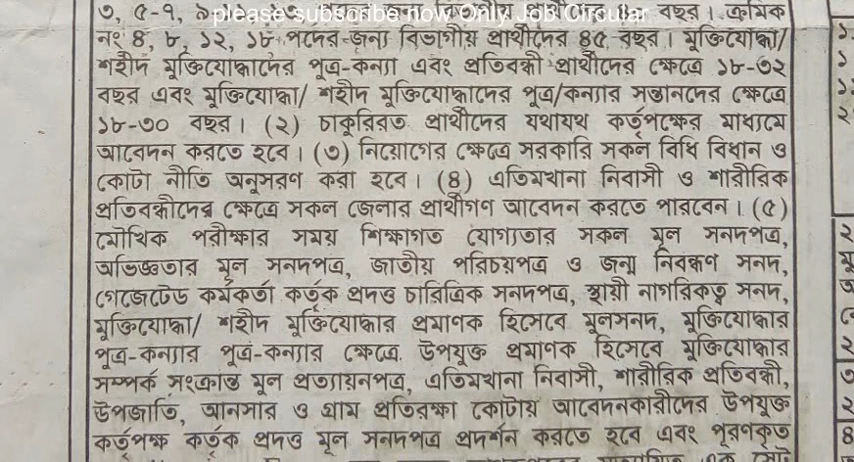 please subscribe now Only Job Circular
৩, ৫-৭, বিভাগীয় প্রার্থীদের বছর। ক্রমিক
নং ৪, ৮, ১২, ১৮ পদের জন্য বিভাগীয় প্রার্থীদের ৪৫ বছর। মুক্তিযোদ্ধা/
শহীদ মুক্তিযোদ্ধাদের পুত্র-কন্যা এবং প্রতিবন্ধী প্রার্থীদের ক্ষেত্রে ১৮-৩২
বছর এবং মুক্তিযোদ্ধা/ শহীদ মুক্তিযোদ্ধাদের পুত্র/কন্যার সন্তানদের ক্ষেত্রে
১৮-৩০ বছর। (২) চাকুরিরত প্রার্থীদের যথাযথ কর্তৃপক্ষের মাধ্যমে
আবেদন করতে হবে। (৩) নিয়োগের ক্ষেত্রে সরকারি সকল বিধি বিধান ও
কোটা নীতি অনুসরণ করা হবে। (৪) এতিমখানা নিবাসী ও শারীরিক
প্রতিবন্ধীদের ক্ষেত্রে সকল জেলার প্রার্থীগণ আবেদন করতে পারবেন। (৫)
মৌখিক পরীক্ষার সময় শিক্ষাগত যোগ্যতার সকল মূল সনদপত্র,
অভিজ্ঞতার মূল সনদপত্র, জাতীয় পরিচয়পত্র ও জন্ম নিবন্ধণ সনদ,
গেজেটেড কর্মকর্তা কর্তৃক প্রদত্ত চারিত্রিক সনদপত্র, স্থায়ী নাগরিকত্ব সনদ,
মুক্তিযোদ্ধা/ শহীদ মুক্তিযোদ্ধার প্রমাণক হিসেবে মূলসনদ, মুক্তিযোদ্ধার
পুত্র-কন্যার পুত্র-কন্যার ক্ষেত্রে উপযুক্ত প্রমাণক হিসেবে মুক্তিযোদ্ধার
সম্পর্ক সংক্রান্ত মূল প্রত্যায়নপত্র, এতিমখানা নিবাসী, শারীরিক প্রতিবন্ধী,
উপজাতি, আনসার ও গ্রাম প্রতিরক্ষা কোটায় আবেদনকারীদের উপযুক্ত
কর্তৃপক্ষ কর্তৃক প্রদত্ত মূল সনদপত্র প্রদর্শন করতে হবে এবং পূরণকৃত